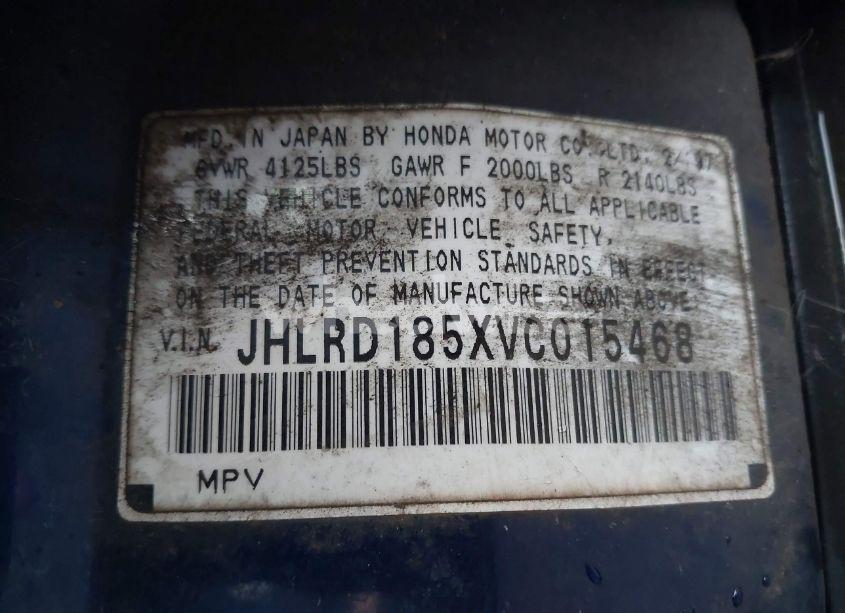 MFD. IN JAPAN BY HONDA MOTOR CO., LTD. 2/97
GVWR 4125LBS GAWR F 2000LBS R 2140LBS
THIS VEHICLE CONFORMS TO ALL APPLICABLE
FEDERAL MOTOR VEHICLE SAFETY,
AND THEFT PREVENTION STANDARDS IN EFFECT
ON THE DATE OF MANUFACTURE SHOWN ABOVE.
V.I.N. JHLRD185XVC015468
MPV